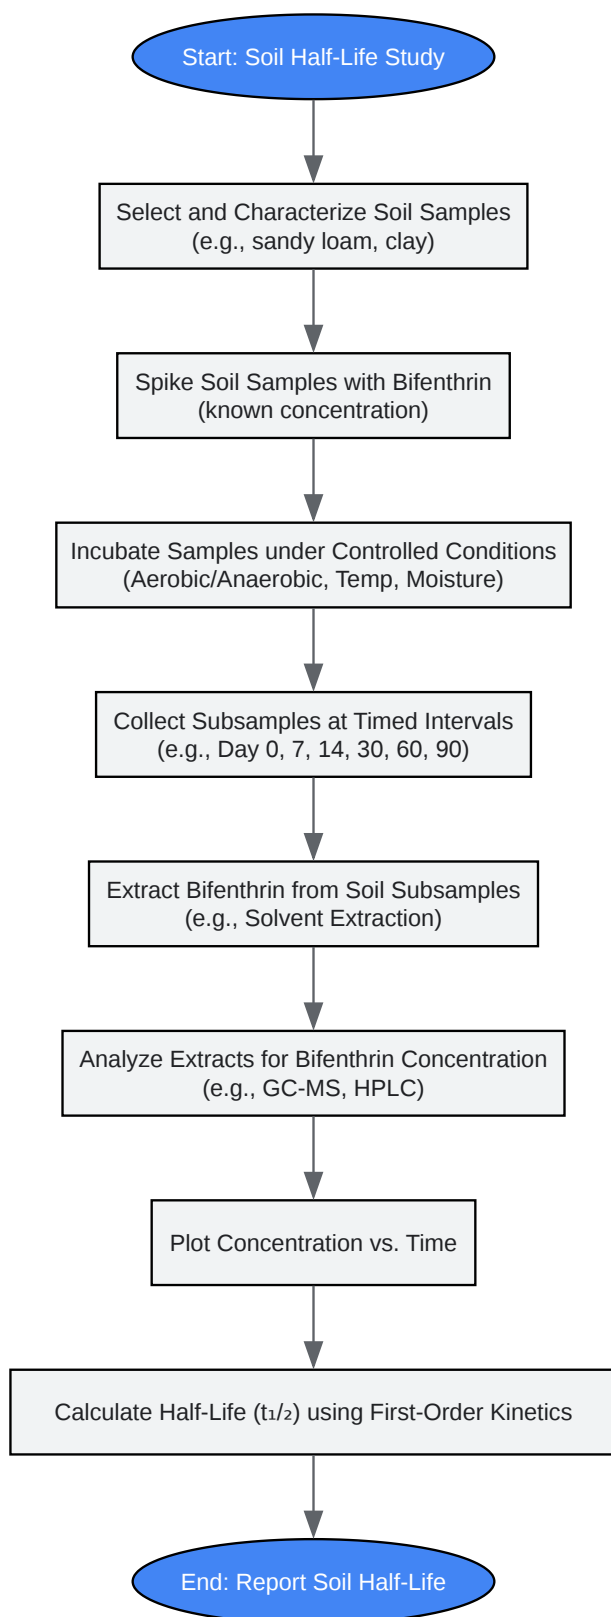 Start: Soil Half-Life Study
Select and Characterize Soil Samples
(e.g., sandy loam, clay)
Spike Soil Samples with Bifenthrin
(known concentration)
Incubate Samples under Controlled Conditions
(Aerobic/Anaerobic, Temp, Moisture)
Collect Subsamples at Timed Intervals
(e.g., Day 0, 7, 14, 30, 60, 90)
Extract Bifenthrin from Soil Subsamples
(e.g., Solvent Extraction)
Analyze Extracts for Bifenthrin Concentration
(e.g., GC-MS, HPLC)
Plot Concentration vs. Time
Calculate Half-Life (t₁/₂) using First-Order Kinetics
End: Report Soil Half-Life